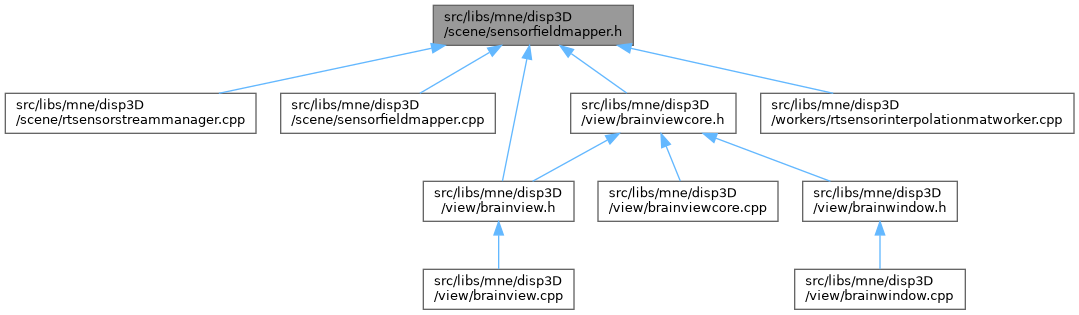 src/libs/mne/disp3D
/scene/sensorfieldmapper.h
src/libs/mne/disp3D
/scene/rtsensorstreammanager.cpp
src/libs/mne/disp3D
/scene/sensorfieldmapper.cpp
src/libs/mne/disp3D
/view/brainviewcore.h
src/libs/mne/disp3D
/workers/rtsensorinterpolationmatworker.cpp
src/libs/mne/disp3D
/view/brainview.h
src/libs/mne/disp3D
/view/brainviewcore.cpp
src/libs/mne/disp3D
/view/brainwindow.h
src/libs/mne/disp3D
/view/brainview.cpp
src/libs/mne/disp3D
/view/brainwindow.cpp